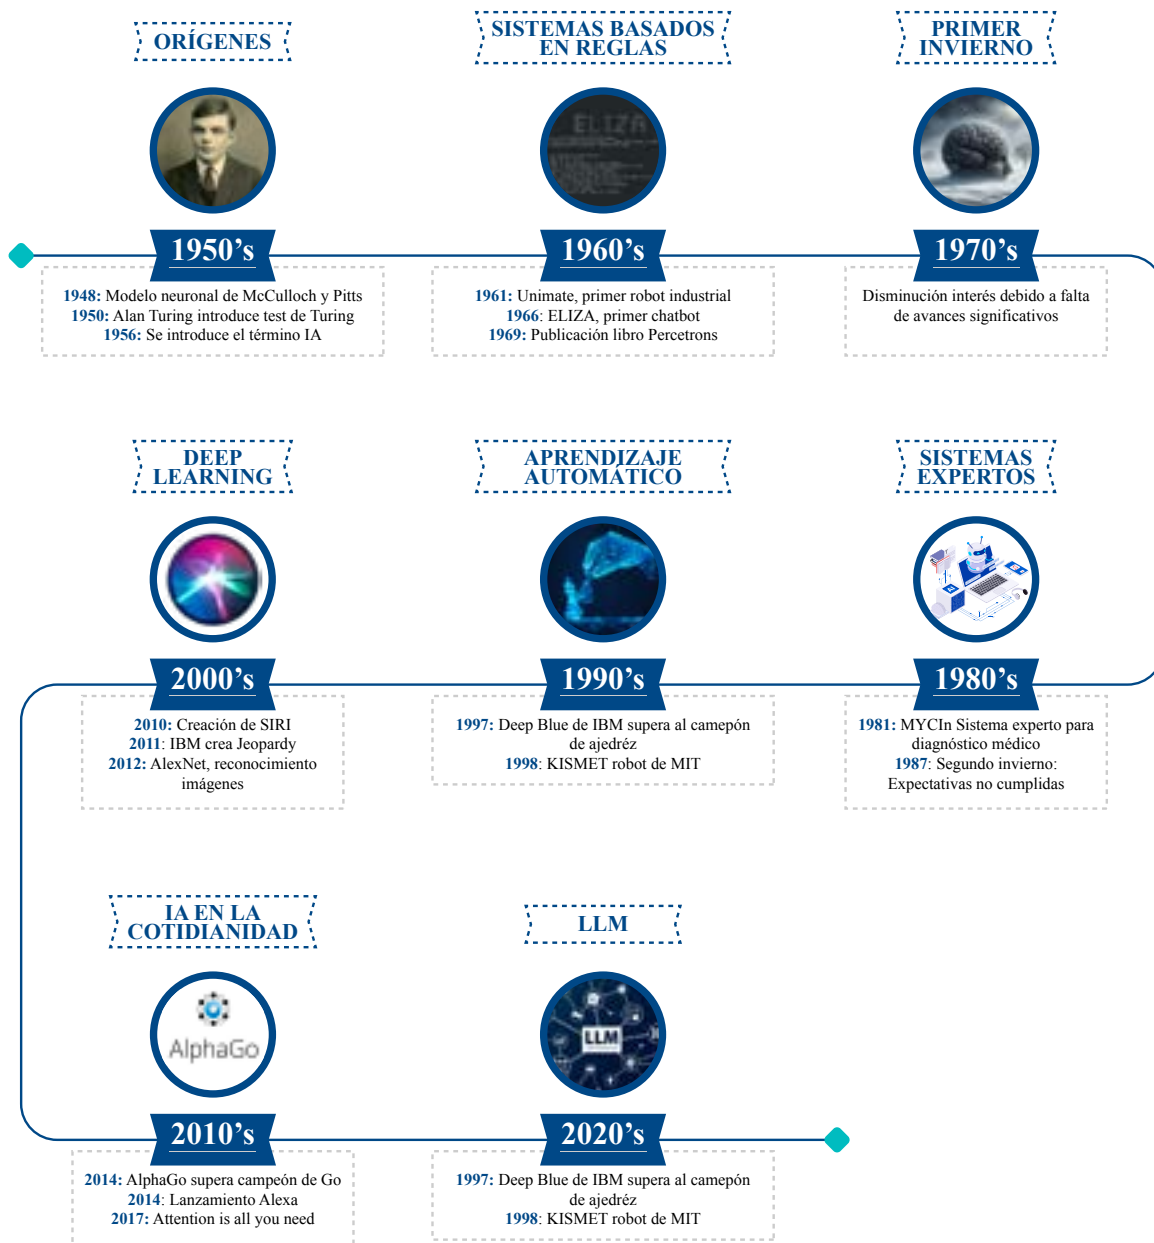 ORÍGENES
SISTEMAS BASADOS
EN REGLAS
PRIMER
INVIERNO
ELIZA
1950’s
1960’s
1970’s
1948: Modelo neuronal de McCulloch y Pitts
1950: Alan Turing introduce test de Turing
1956: Se introduce el término IA
1961: Unimate, primer robot industrial
1966: ELIZA, primer chatbot
1969: Publicación libro Percetrons
Disminución interés debido a falta
de avances significativos
DEEP
LEARNING
APRENDIZAJE
AUTOMÁTICO
SISTEMAS
EXPERTOS
2000’s
1990’s
1980’s
2010: Creación de SIRI
2011: IBM crea Jeopardy
2012: AlexNet, reconocimiento
imágenes
1997: Deep Blue de IBM supera al camepón
de ajedréz
1998: KISMET robot de MIT
1981: MYCIn Sistema experto para
diagnóstico médico
1987: Segundo invierno:
Expectativas no cumplidas
IA EN LA
COTIDIANIDAD
LLM
AlphaGo
LLM
2010’s
2020’s
2014: AlphaGo supera campeón de Go
2014: Lanzamiento Alexa
2017: Attention is all you need
1997: Deep Blue de IBM supera al camepón
de ajedréz
1998: KISMET robot de MIT